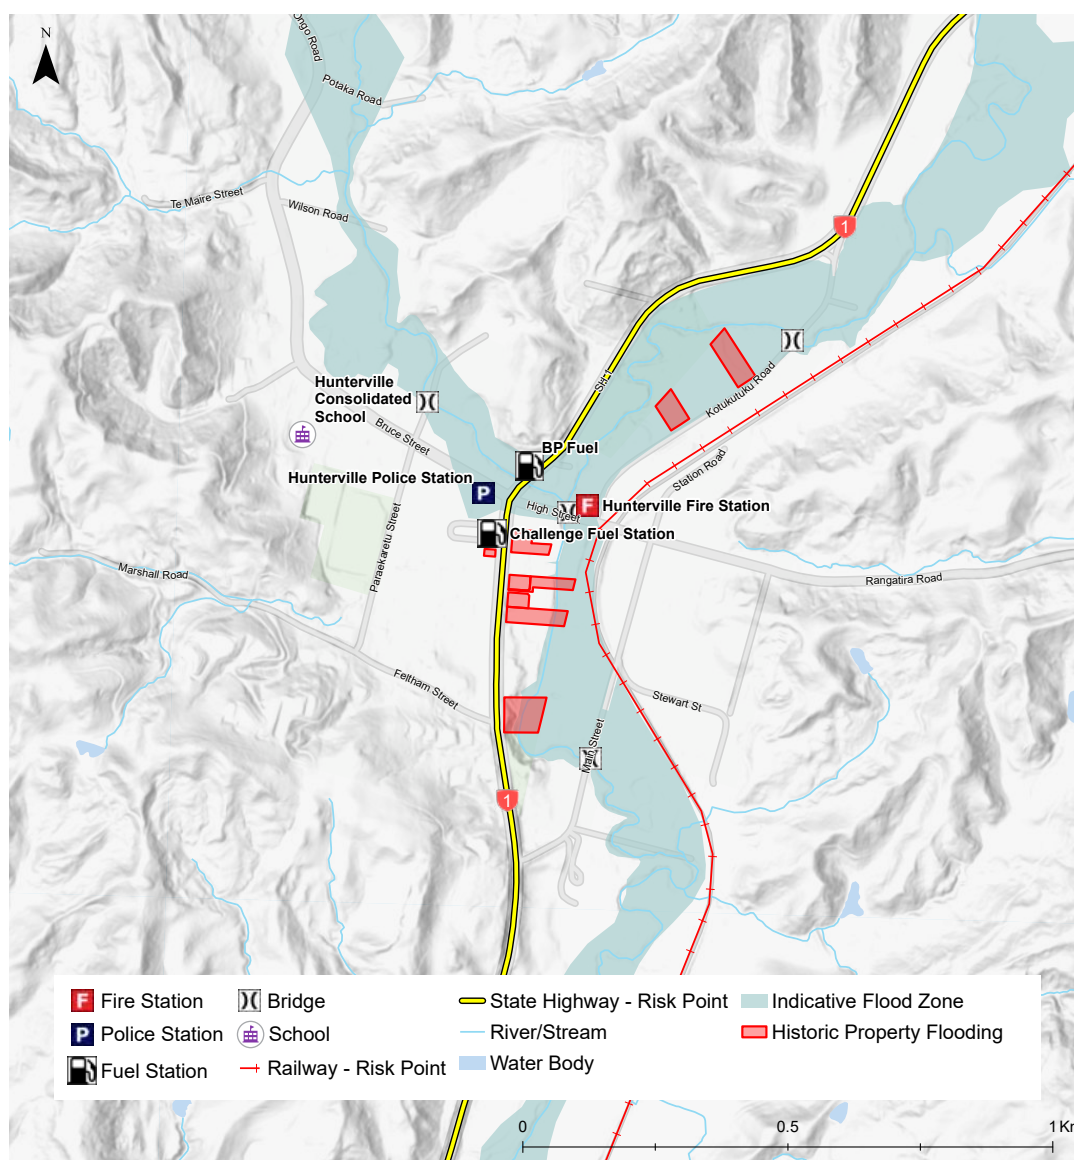 N
Ongo Road
Potaka Road
Te Maire Street
Wilson Road
1
SH 1
Hunterville
Consolidated
School
Bruce Street
Kotukutuku Road
BP Fuel
Station Road
Hunterville Police Station
P
High Street
F
Hunterville Fire Station
Challenge Fuel Station
Paraekaretu Street
Marshall Road
Rangatira Road
Feltham Street
Stewart St
Main Street
1
F Fire Station
Bridge
State Highway - Risk Point
Indicative Flood Zone
P Police Station
School
River/Stream
Historic Property Flooding
Fuel Station
Railway - Risk Point
Water Body
0
0.5
1 K